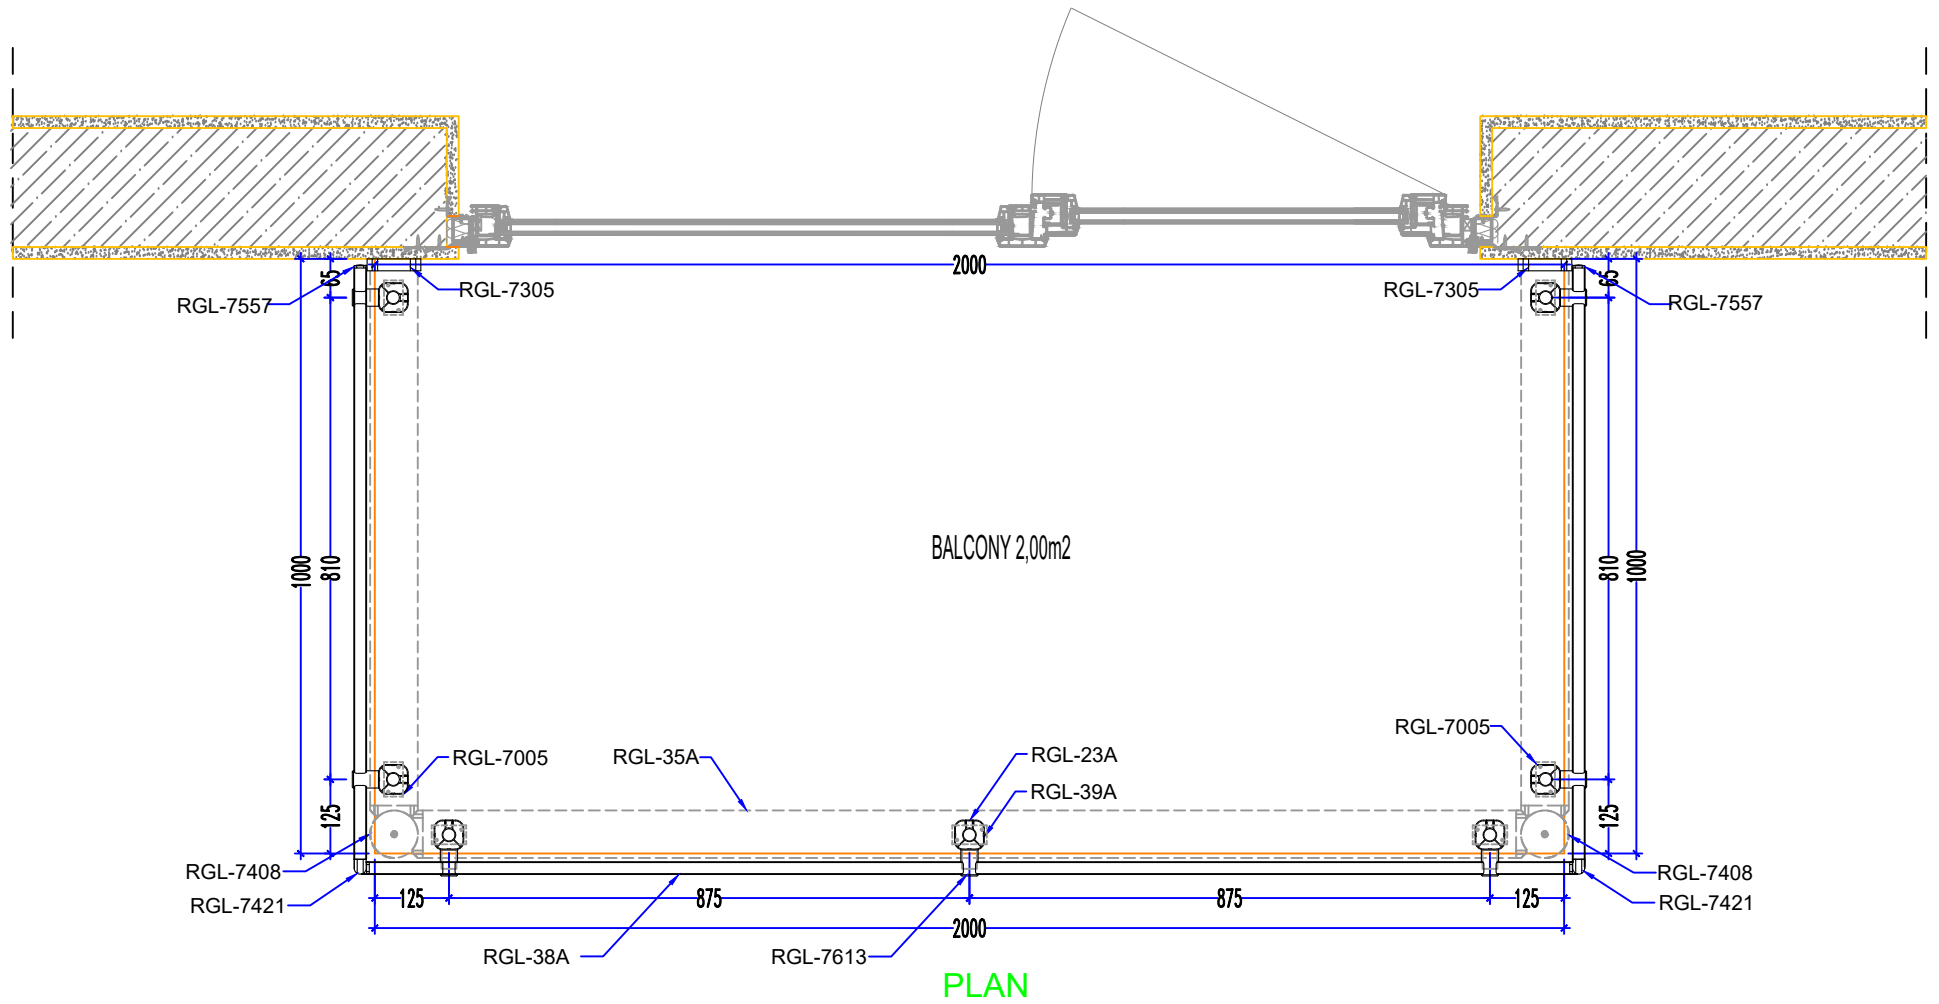 2000
65
65
RGL-7557
RGL-7305
RGL-7305
RGL-7557
BALCONY 2,00m2
1000
810
810
1000
RGL-7005
RGL-35A
RGL-23A
RGL-7005
RGL-39A
125
125
RGL-7408
RGL-7408
RGL-7421
125
875
875
125
RGL-7421
2000
RGL-38A
RGL-7613
PLAN